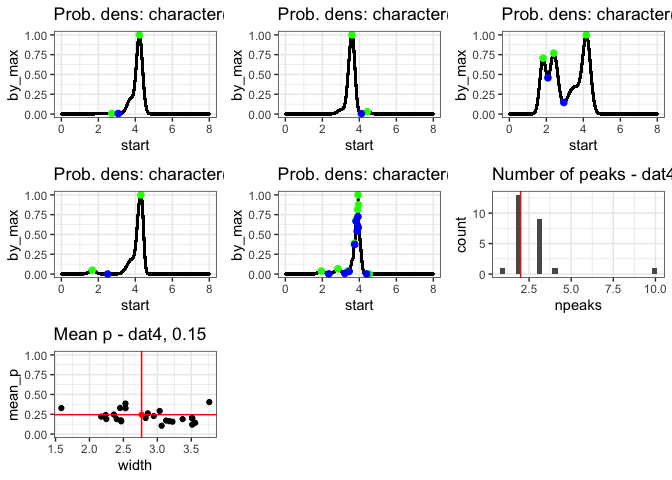 Prob. dens: character(
Prob. dens: character(
Prob. dens: character(
by_max
1.00
0.75
0.50
0.25
0.00
0 2 4 6 8
start
by_max
1.00
0.75
0.50
0.25
0.00
0 2 4 6 8
start
by_max
1.00
0.75
0.50
0.25
0.00
0 2 4 6 8
start
Prob. dens: character(
Prob. dens: character(
Number of peaks - dat4
by_max
1.00
0.75
0.50
0.25
0.00
0 2 4 6 8
start
by_max
1.00
0.75
0.50
0.25
0.00
0 2 4 6 8
start
count
10
5
0
2.5 5.0 7.5 10.0
npeaks
Mean p - dat4, 0.15
mean_p
1.00
0.75
0.50
0.25
0.00
1.5 2.0 2.5 3.0 3.5
width